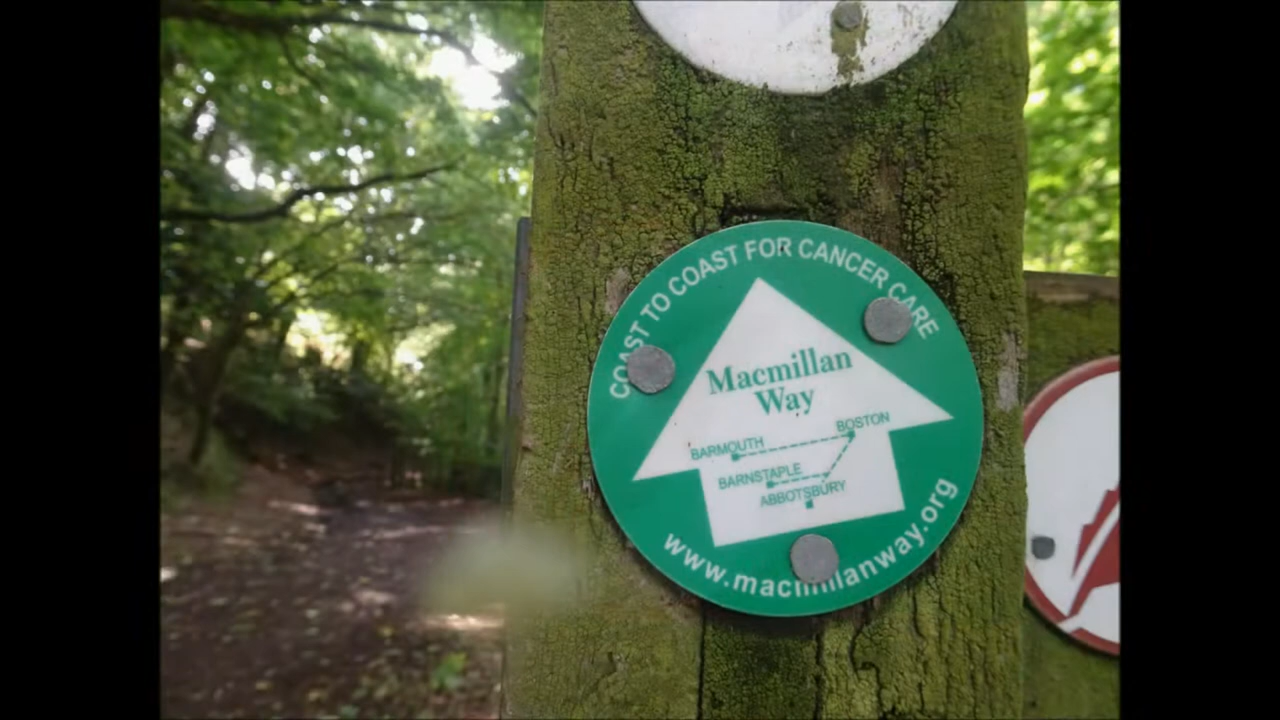 COAST TO COAST FOR CANCER CARE
Macmillan
Way
BOSTON
BARMOUTH
BARNSTAPLE
ABBOTSBURY
www.macmillanway.org